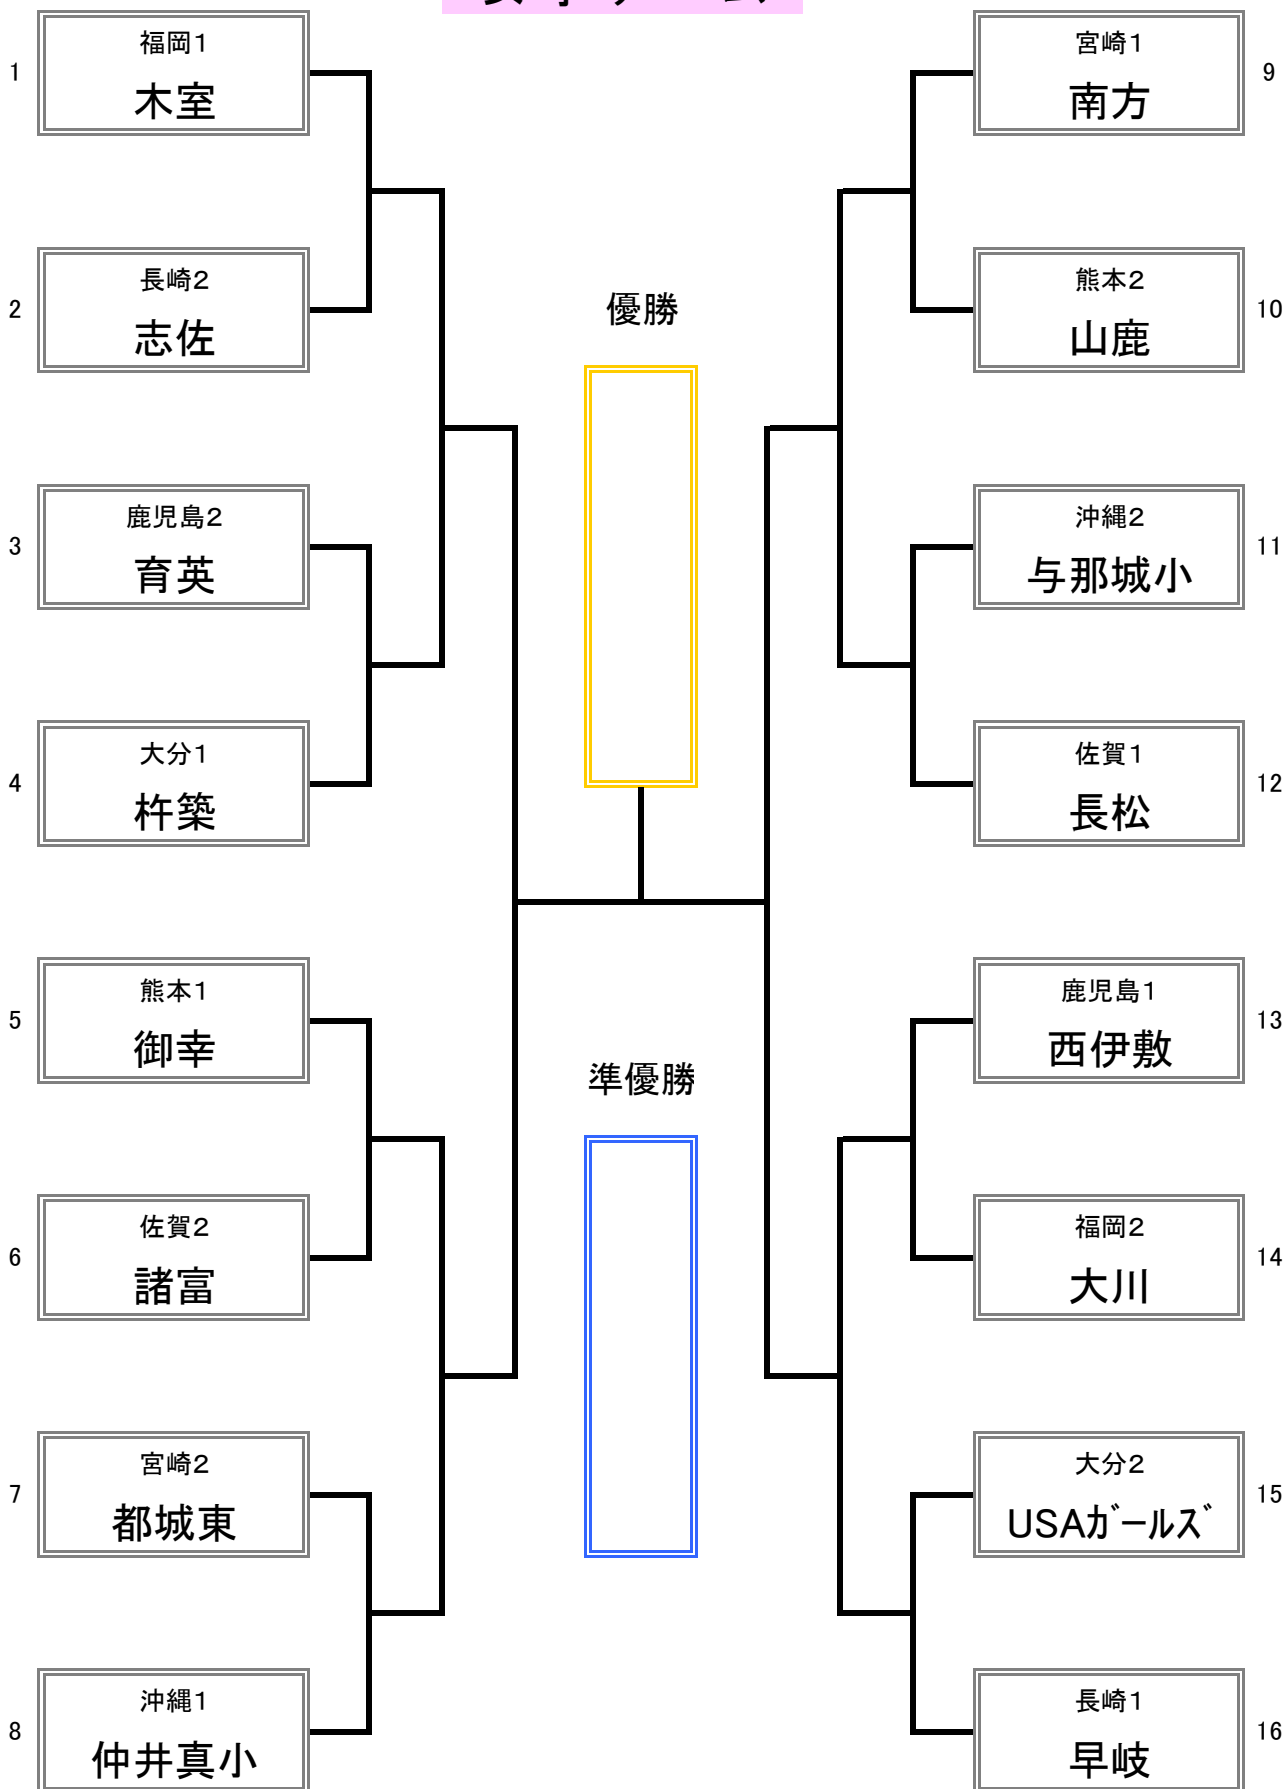 1
福岡1
木室
2
長崎2
志佐
3
鹿児島2
育英
4
大分1
杵築
5
熊本1
御幸
6
佐賀2
諸富
7
宮崎2
都城東
8
沖縄1
仲井真小
優勝
準優勝
宮崎1
南方
9
熊本2
山鹿
10
沖縄2
与那城小
11
佐賀1
長松
12
鹿児島1
西伊敷
13
福岡2
大川
14
大分2
USAｶﾞｰﾙｽﾞ
15
長崎1
早岐
16